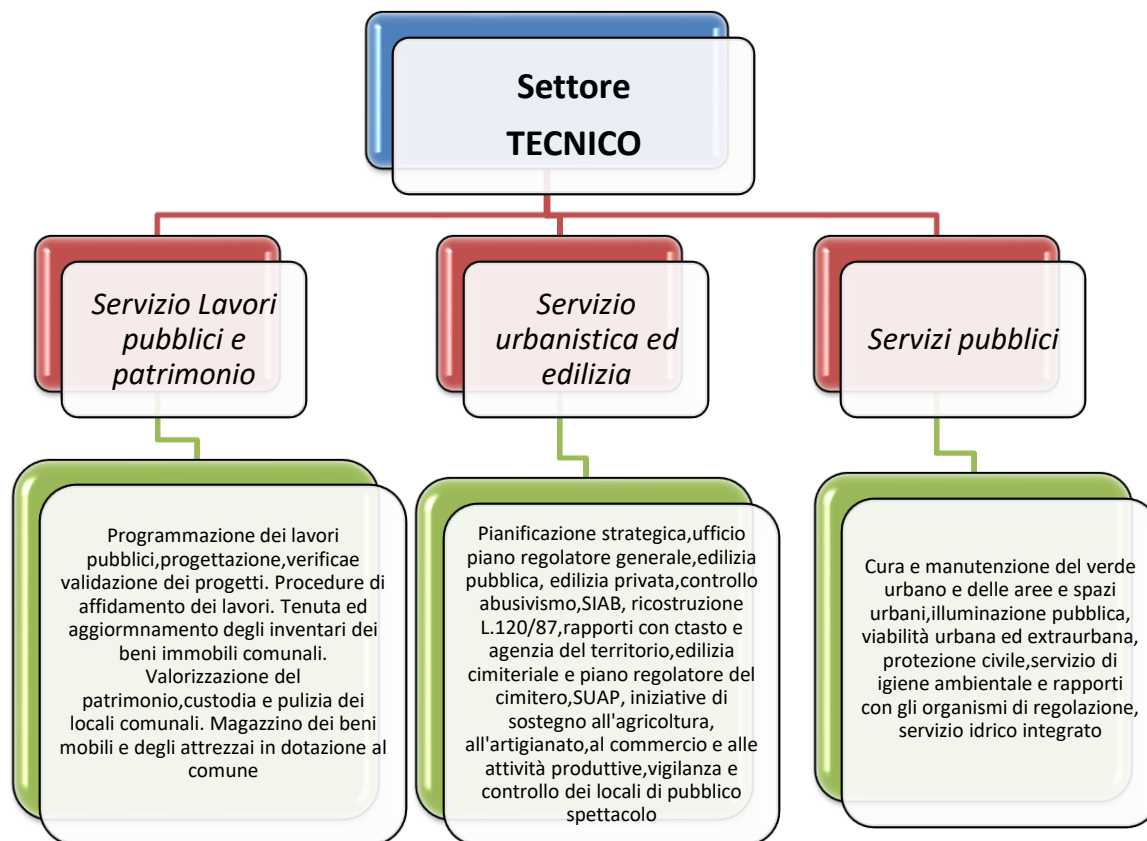 Settore
TECNICO
Servizio Lavori
pubblici e
patrimonio
Servizio
urbanistica ed
edilizia
Servizi pubblici
Programmazione dei lavori
pubblici,progettazione,verificae
validazione dei progetti. Procedure di
affidamento dei lavori. Tenuta ed
aggiormnamento degli inventari dei
beni immobili comunali.
Valorizzazione del
patrimonio,custodia e pulizia dei
locali comunali. Magazzino dei beni
mobili e degli attrezzai in dotazione al
comune
Pianificazione strategica,ufficio
piano regolatore generale,edilizia
pubblica, edilizia privata,controllo
abusivismo,SIAB, ricostruzione
L.120/87,rapporti con ctasto e
agenzia del territorio,edilizia
cimiteriale e piano regolatore del
cimitero,SUAP, iniziative di
sostegno all'agricoltura,
all'artigianato,al commercio e alle
attività produttive,vigilanza e
controllo dei locali di pubblico
spettacolo
Cura e manutenzione del verde
urbano e delle aree e spazi
urbani,illuminazione pubblica,
viabilità urbana ed extraurbana,
protezione civile,servizio di
igiene ambientale e rapporti
con gli organismi di regolazione,
servizio idrico integrato